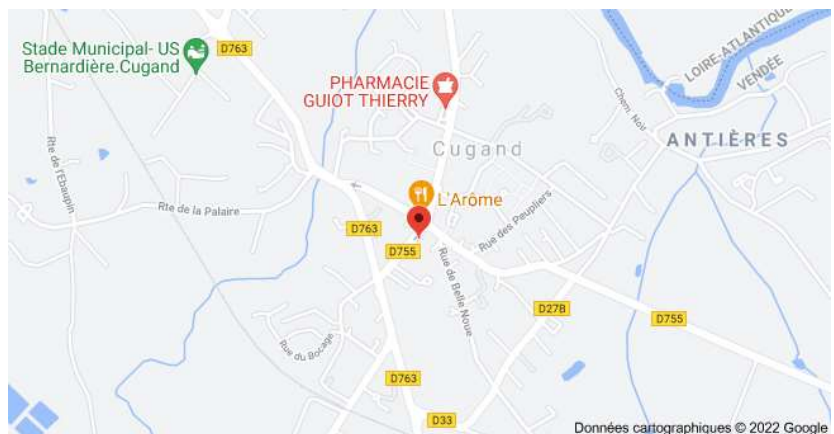 Stade Municipal- US
Bernardière.Cugand
D763
PHARMACIE
GUIOT THIERRY
LOIRE-ATLANTIQUE
VENDÉE
Chem. Noif
ANTIÈRES
Cugand
Rte de l'Ebaupin
Rte de la Palaire
L'Arôme
D763
D755
Rue des Peupliers
Rue de Belle Noue
D27B
D755
Rue du Bocage
D763
D33
Données cartographiques © 2022 Google